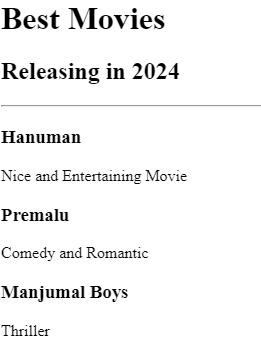 Best Movies
Releasing in 2024
Hanuman
Nice and Entertaining Movie
Premalu
Comedy and Romantic
Manjumal Boys
Thriller